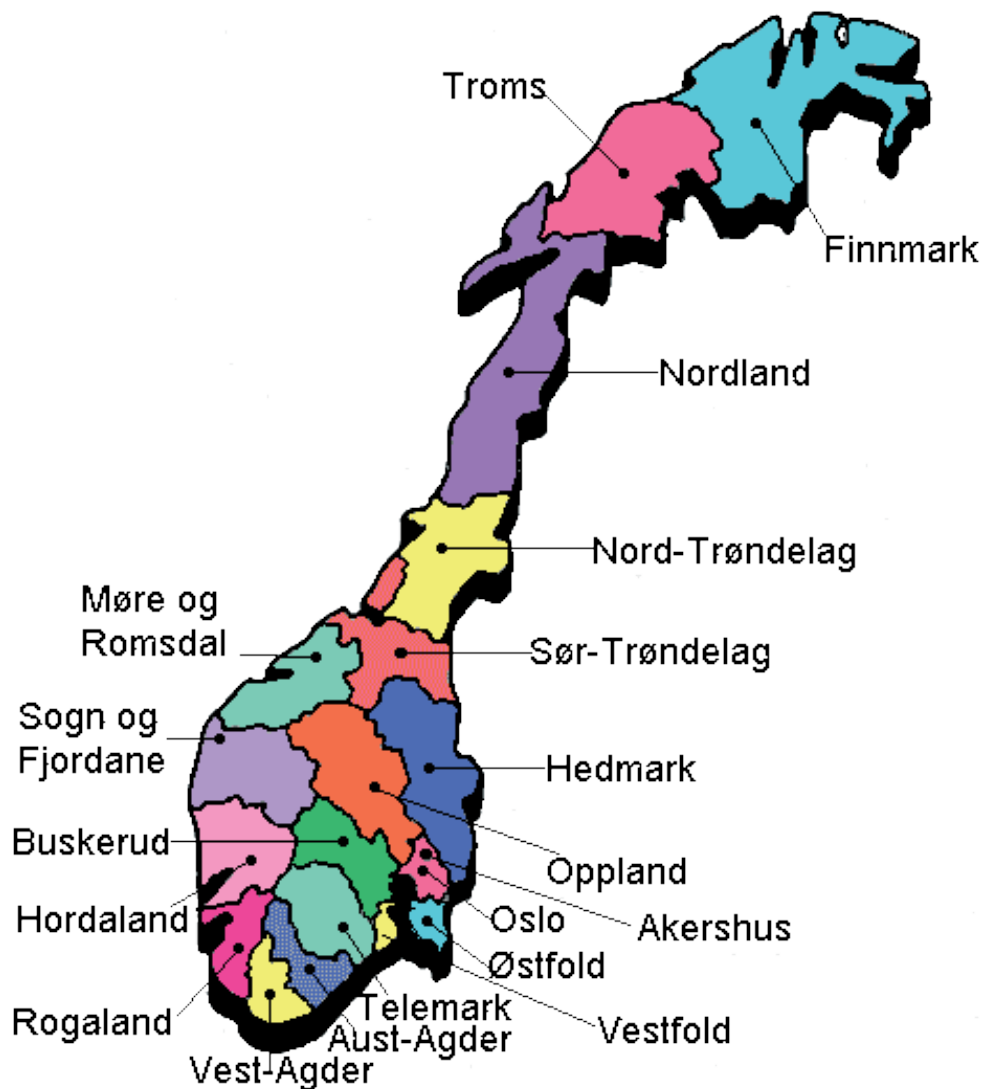 Troms
Finnmark
Nordland
Nord-Trøndelag
Møre og
Romsdal
Sør-Trøndelag
Sogn og
Fjordane
Hedmark
Buskerud
Oppland
Hordaland
Oslo
Akershus
Østfold
Rogaland
Telemark
Vestfold
Aust-Agder
Vest-Agder